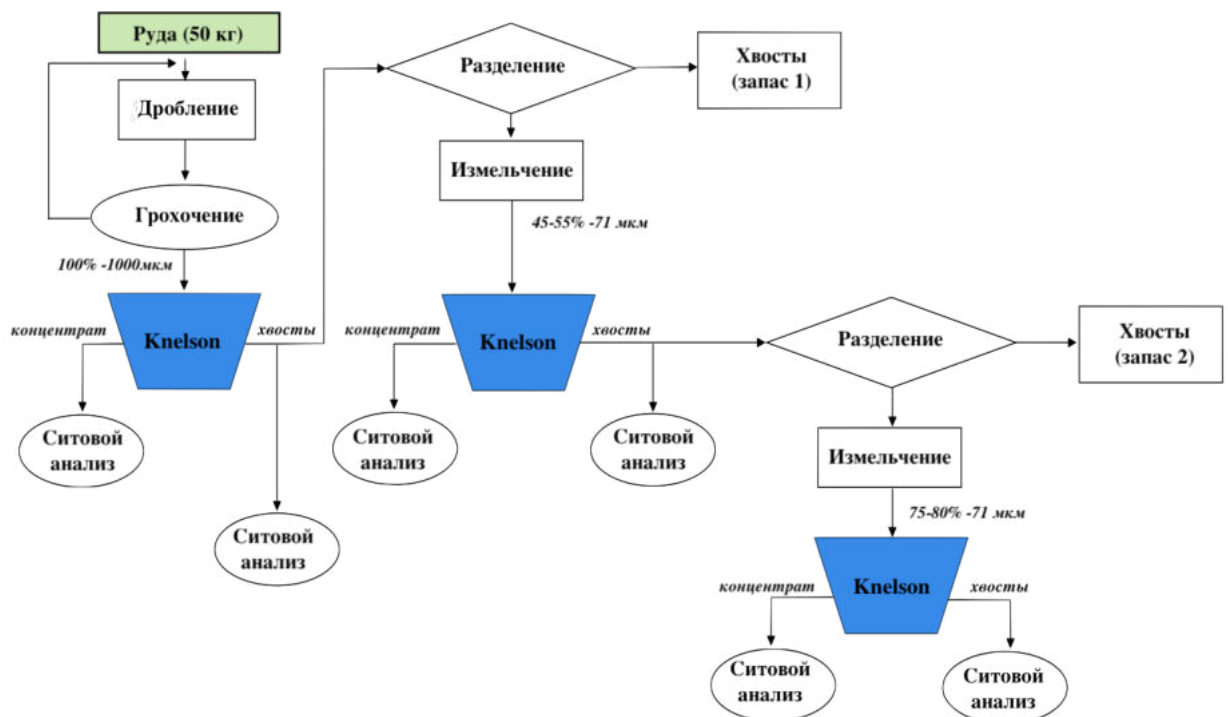 Руда (50 кг)
Дробление
Грохочение
100% -1000мкм
концентрат
Knelson
хвосты
Ситовой
анализ
Ситовой
анализ
Разделение
Хвосты
(запас 1)
Измельчение
45-55% -71 мкм
концентрат
Knelson
хвосты
Ситовой
анализ
Ситовой
анализ
Разделение
Хвосты
(запас 2)
Измельчение
75-80% -71 мкм
концентрат
Knelson
хвосты
Ситовой
анализ
Ситовой
анализ